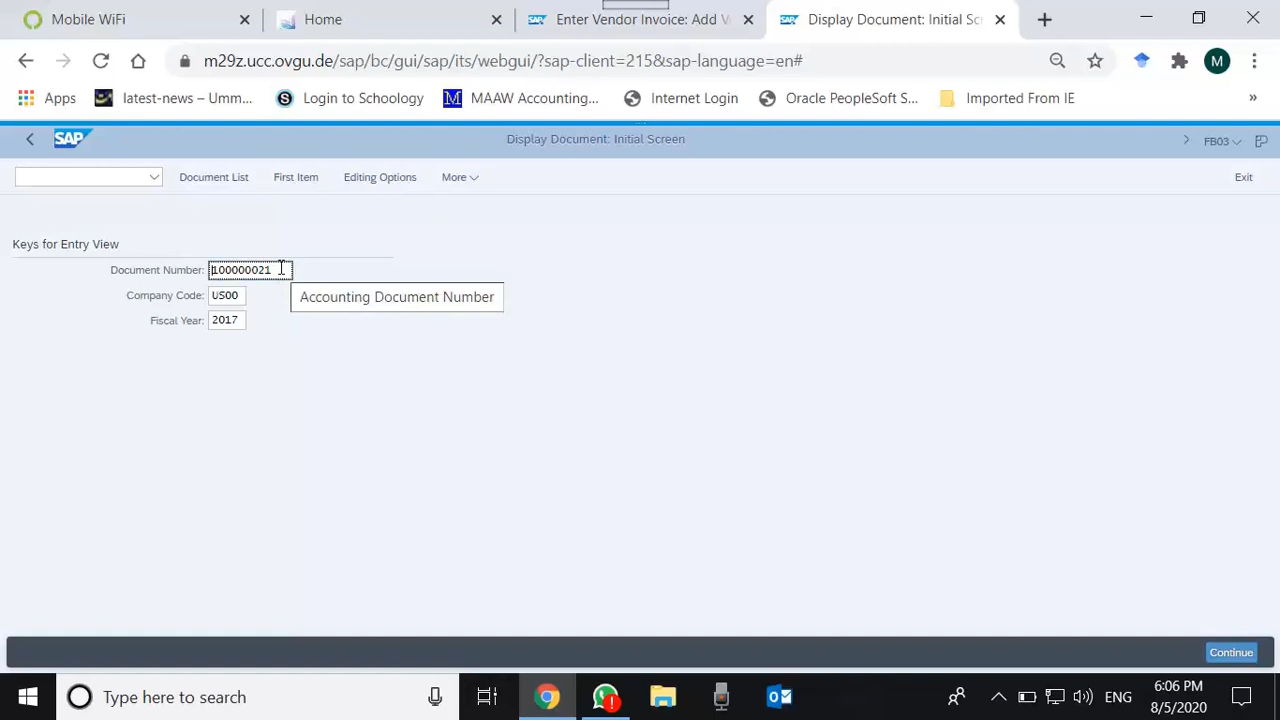 Mobile WiFi
Home
Enter Vendor Invoice: Add V
Display Document: Initial Sc
m29z.ucc.ovgu.de/sap/bc/gui/sap/its/webgui/?sap-client=215&sap-language=en#
M
Apps
latest-news – Umm...
Login to Schoology
MAAW Accounting...
Internet Login
Oracle PeopleSoft S...
Imported From IE
SAP
Display Document: Initial Screen
FB03
Document List
First Item
Editing Options
More
Exit
Keys for Entry View
Document Number: 100000021
Company Code: US00
Accounting Document Number
Fiscal Year: 2017
Continue
Type here to search
ENG
6:06 PM
8/5/2020